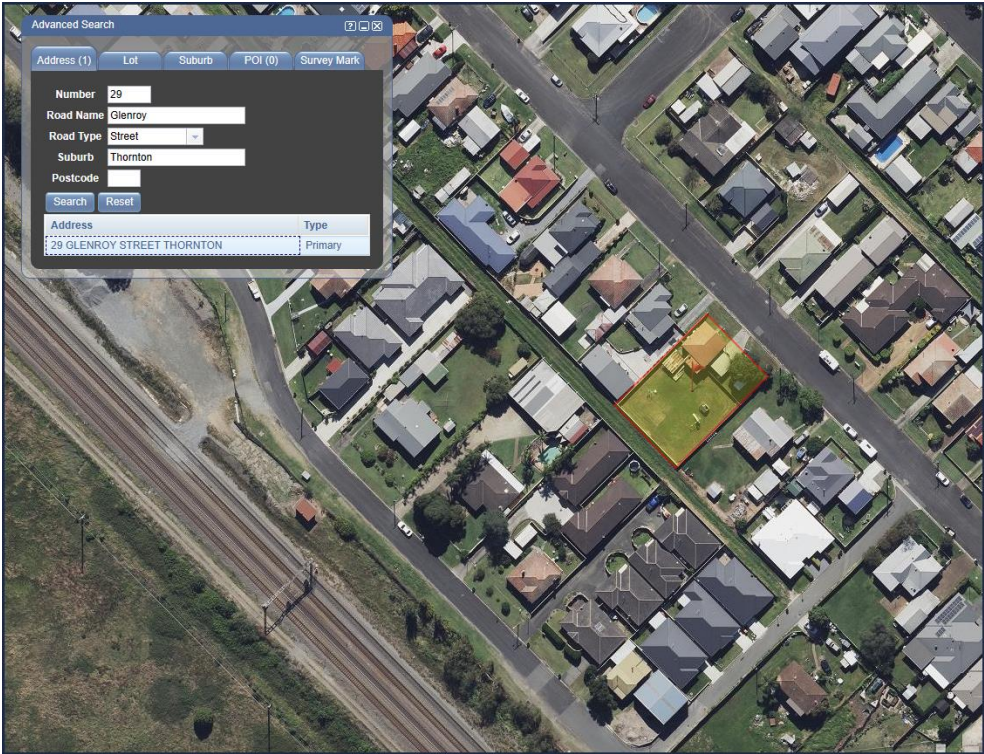 Advanced Search
Address (1) Lot Suburb POI (0) Survey Mark
Number 29
Road Name Glenroy
Road Type Street
Suburb Thornton
Postcode
Search Reset
Address Type
29 GLENROY STREET THORNTON Primary